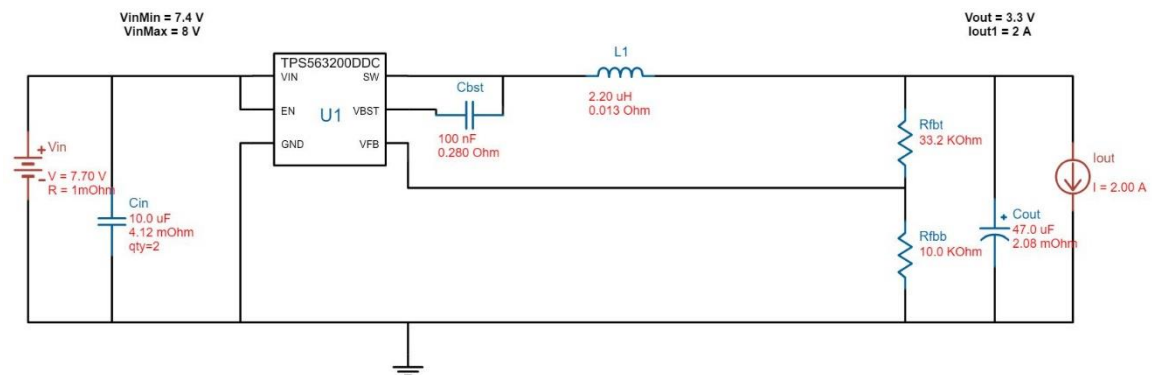 VinMin = 7.4 V
VinMax = 8 V
Vout = 3.3 V
Iout1 = 2 A
TPS563200DDC
VIN
SW
EN
VBST
U1
GND
VFB
Cbst
100 nF
0.280 Ohm
L1
2.20 uH
0.013 Ohm
Rfbt
33.2 KOhm
+ Vin
V = 7.70 V
R = 1mOhm
Cin
10.0 uF
4.12 mOhm
qty=2
Iout
I = 2.00 A
Rfbb
10.0 KOhm
+ Cout
47.0 uF
2.08 mOhm